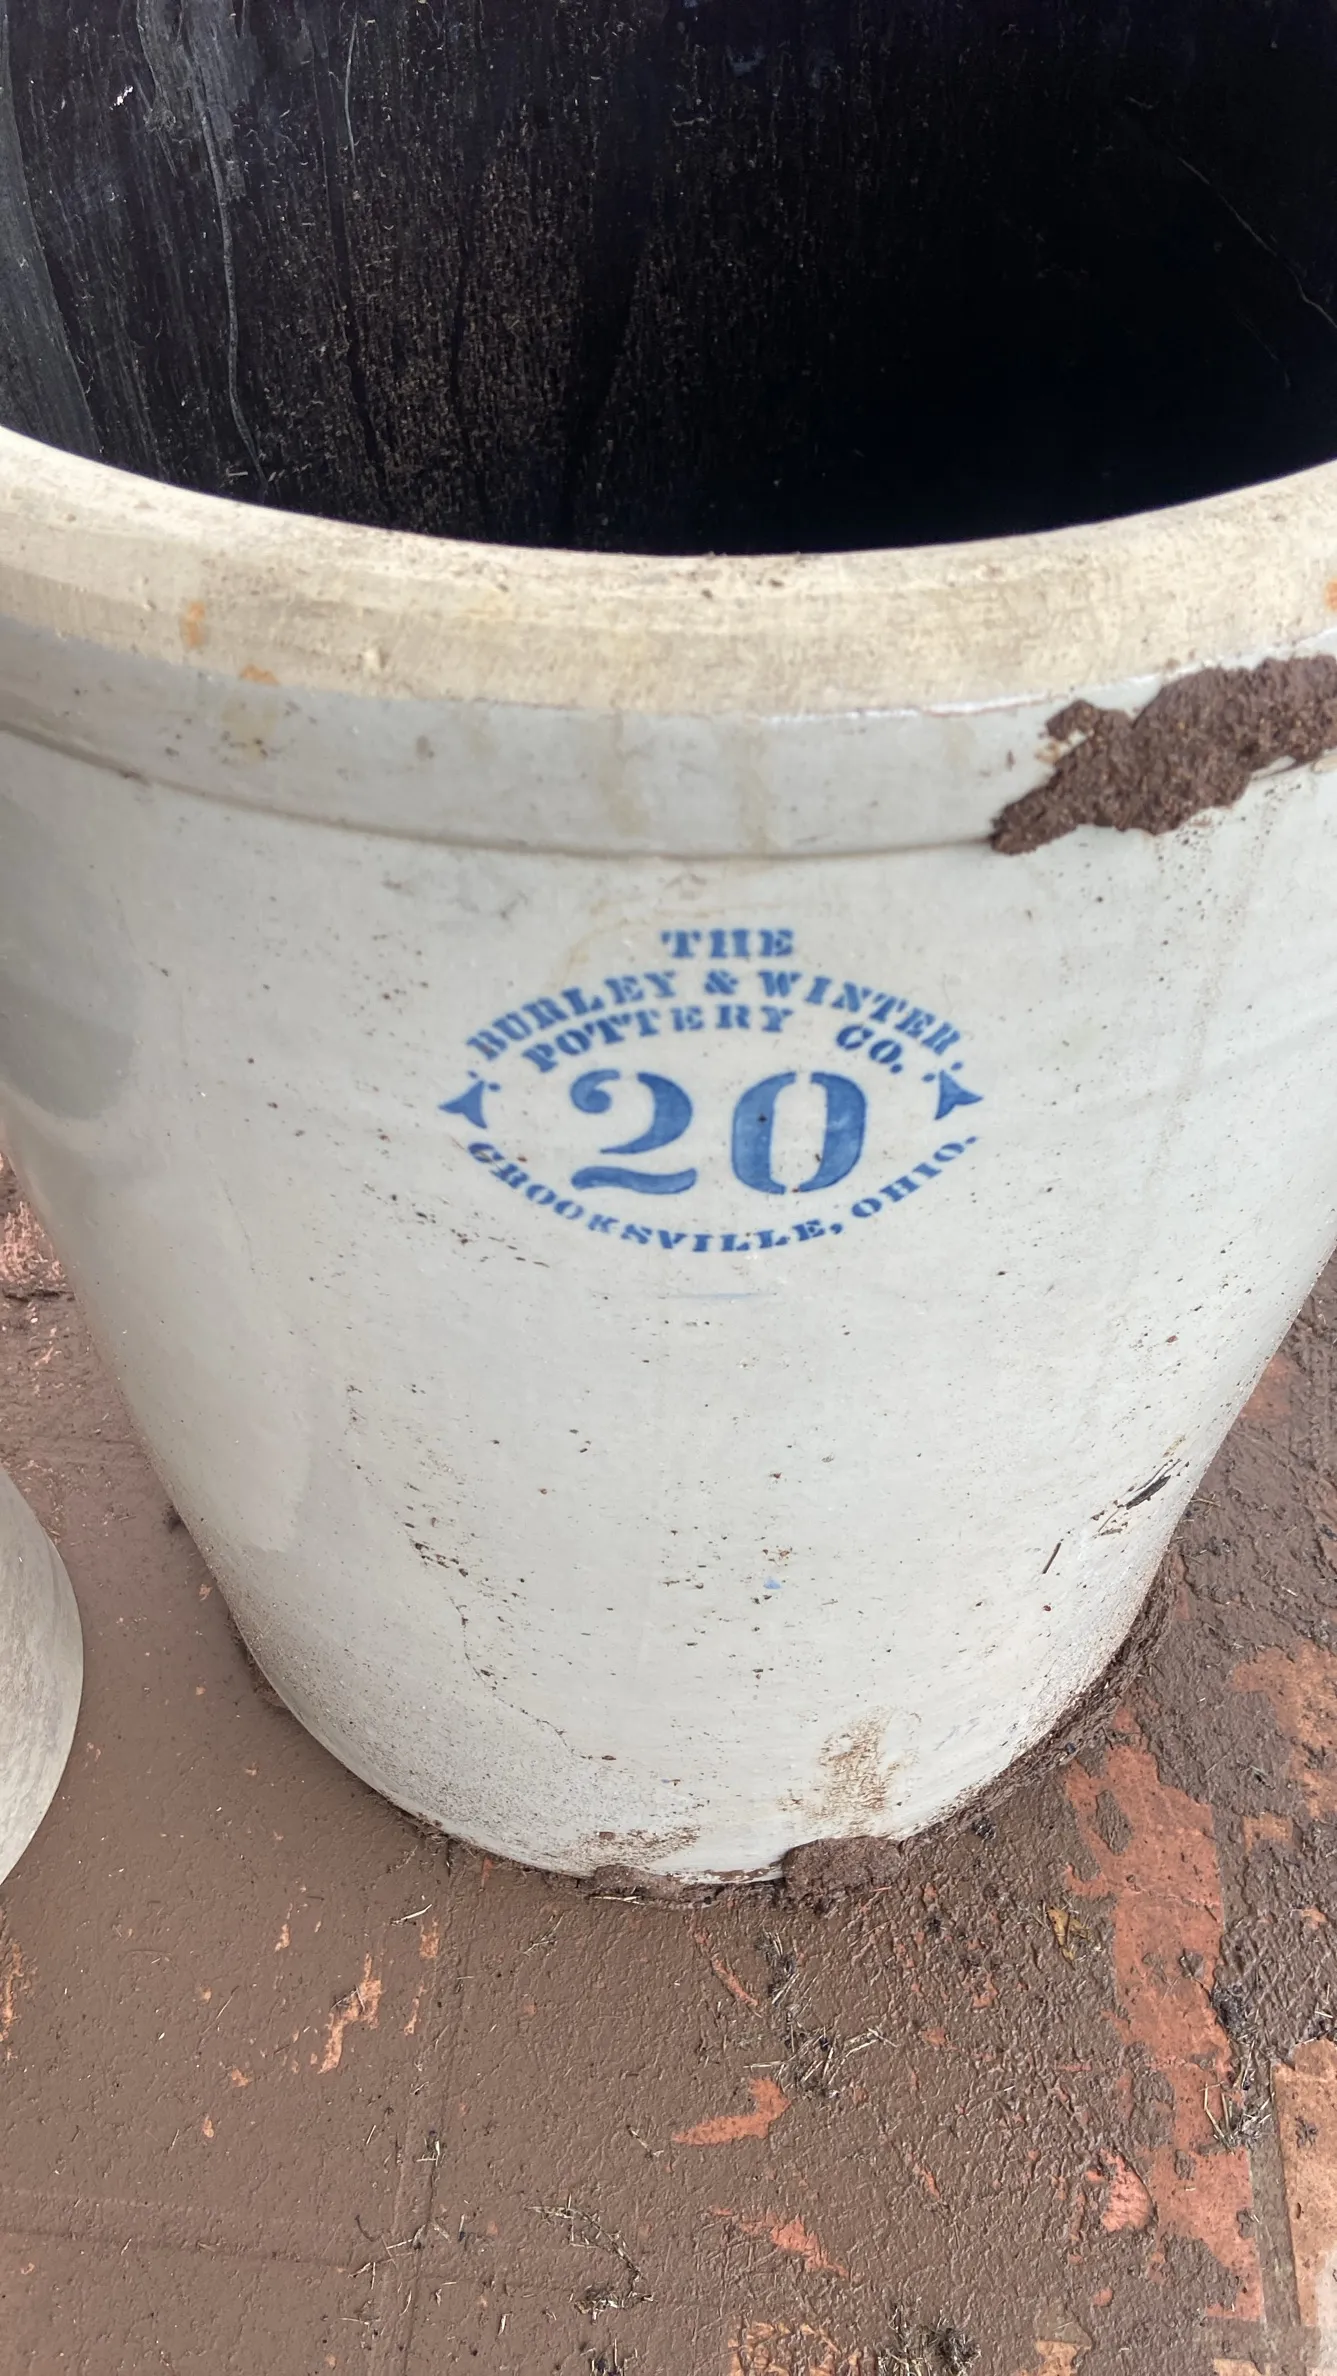 THE
BURLEY & WINTER
POTTERY CO.
20
CROOKSVILLE, OHIO.